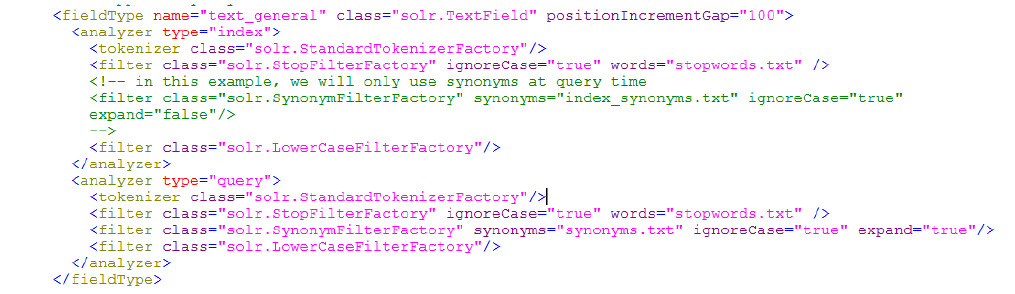 <fieldType name="text_general" class="solr.TextField" positionIncrementGap="100">
<analyzer type="index">
<tokenizer class="solr.StandardTokenizerFactory"/>
<filter class="solr.StopFilterFactory" ignoreCase="true" words="stopwords.txt" />
<!-- in this example, we will only use synonyms at query time
<filter class="solr.SynonymFilterFactory" synonyms="index_synonyms.txt" ignoreCase="true"
expand="false"/>
-->
<filter class="solr.LowerCaseFilterFactory"/>
</analyzer>
<analyzer type="query">
<tokenizer class="solr.StandardTokenizerFactory"/>
<filter class="solr.StopFilterFactory" ignoreCase="true" words="stopwords.txt" />
<filter class="solr.SynonymFilterFactory" synonyms="synonyms.txt" ignoreCase="true" expand="true"/>
<filter class="solr.LowerCaseFilterFactory"/>
</analyzer>
</fieldType>